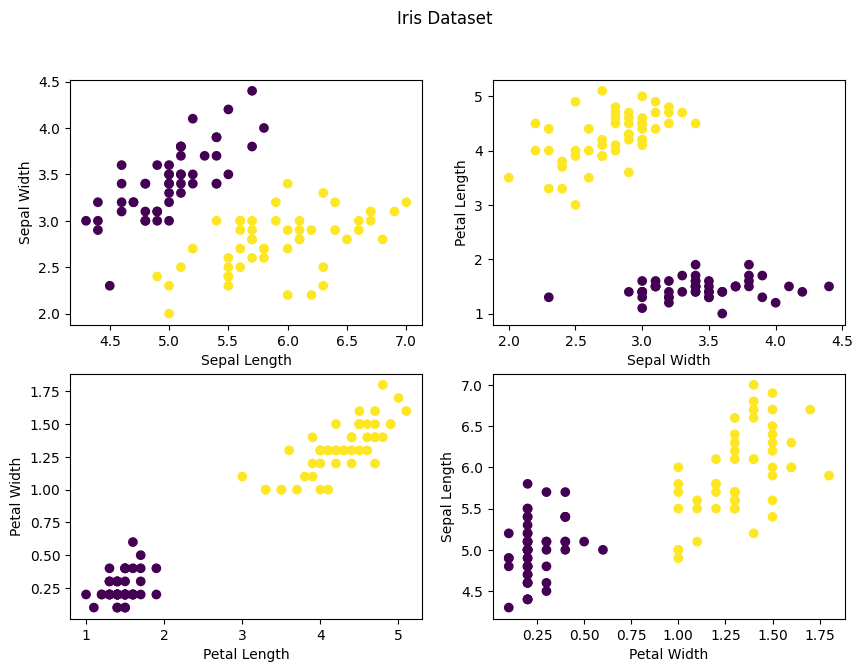 Iris Dataset
4.5
4.0
3.5
3.0
2.5
2.0
Sepal Width
4.5 5.0 5.5 6.0 6.5 7.0
Sepal Length
5
4
3
2
1
Petal Length
2.0 2.5 3.0 3.5 4.0 4.5
Sepal Width
1.75
1.50
1.25
1.00
0.75
0.50
0.25
Petal Width
1 2 3 4 5
Petal Length
7.0
6.5
6.0
5.5
5.0
4.5
Sepal Length
0.25 0.50 0.75 1.00 1.25 1.50 1.75
Petal Width